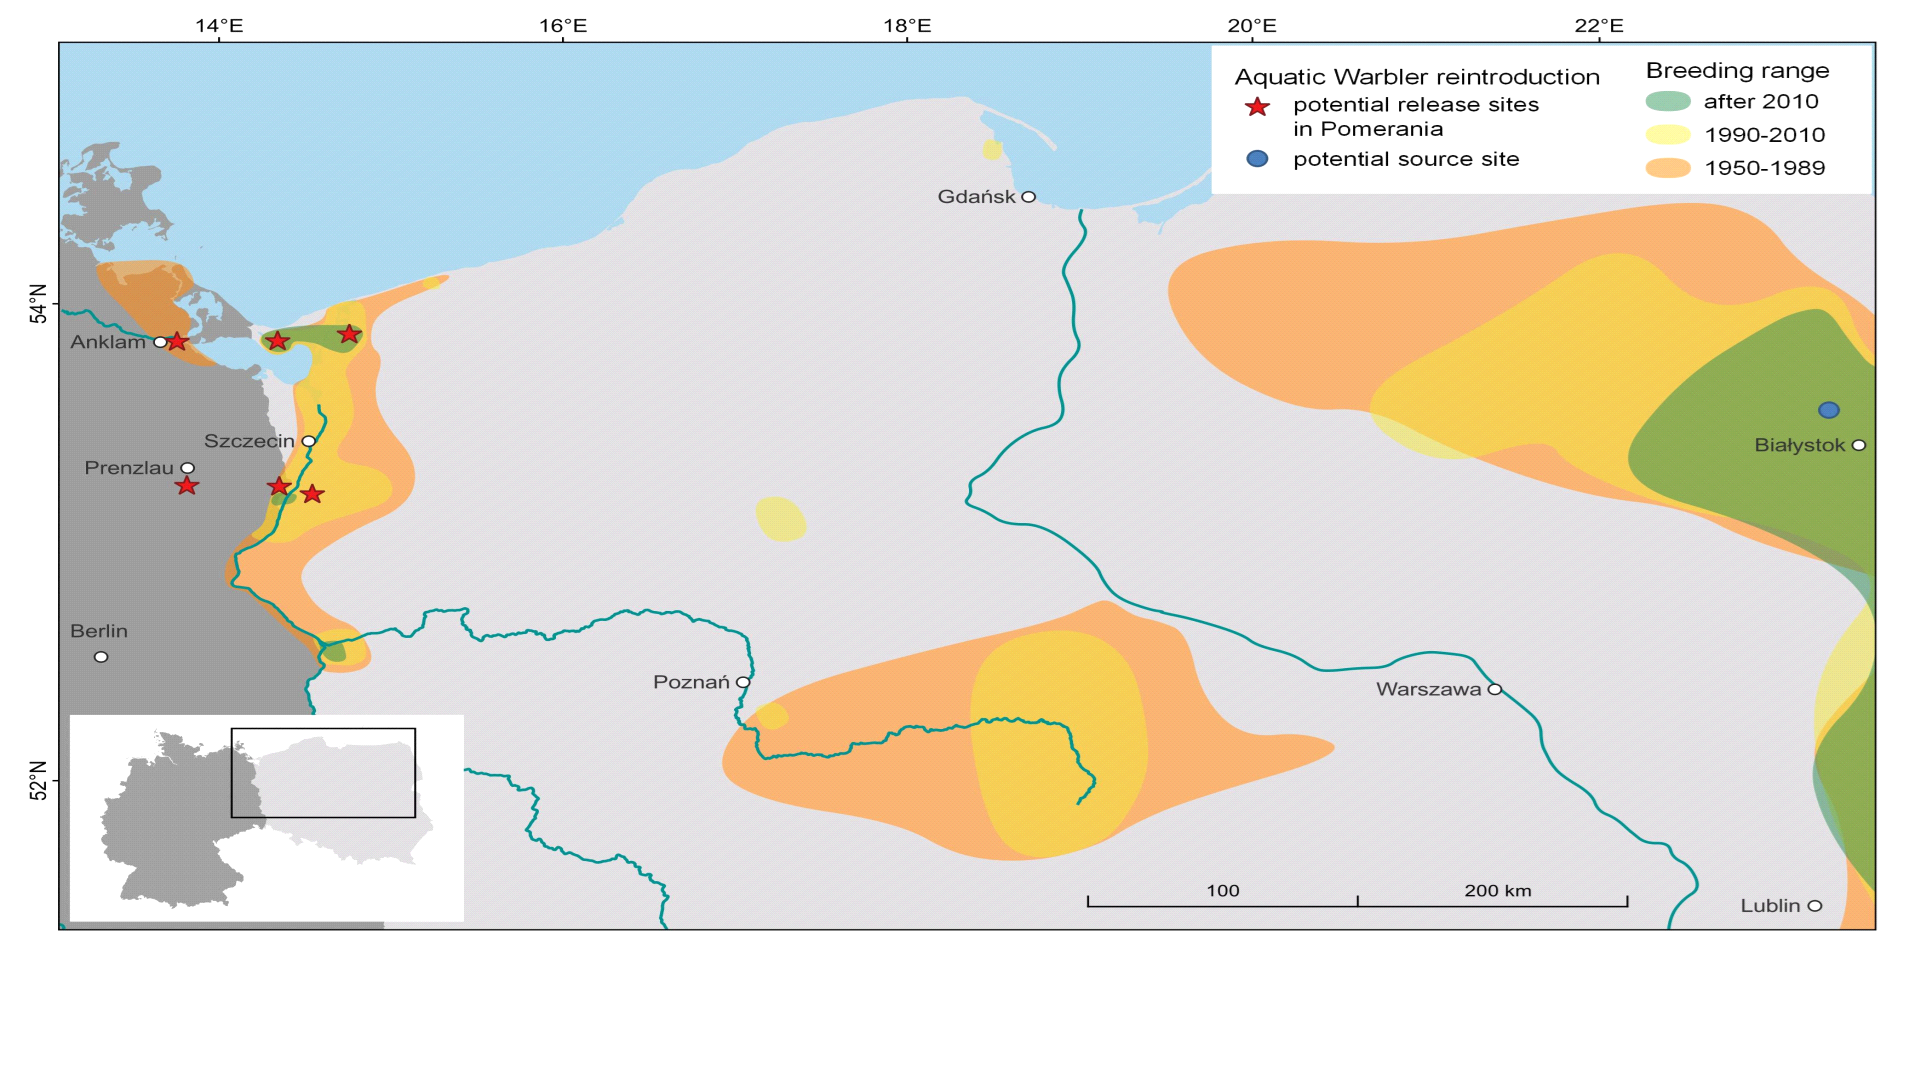 14°E
16°E
18°E
20°E
22°E
Aquatic Warbler reintroduction
potential release sites
in Pomerania
potential source site
Breeding range
after 2010
1990-2010
1950-1989
54°N
52°N
Gdańsk
Anklam
Szczecin
Prenzlau
Białystok
Berlin
Poznań
Warszawa
100
200 km
Lublin